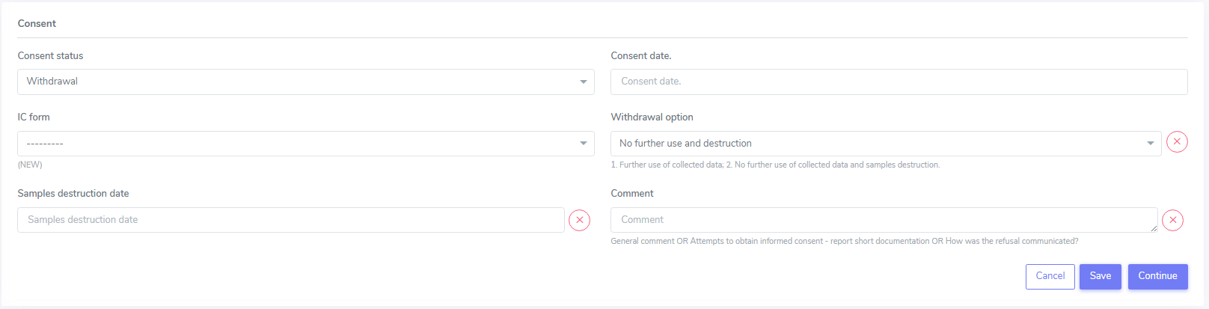 Consent
Consent status
Consent date.
Withdrawal
Consent date.
IC form
Withdrawal option
---------
No further use and destruction
(NEW)
1. Further use of collected data; 2. No further use of collected data and samples destruction.
Samples destruction date
Comment
Samples destruction date
Comment
General comment OR Attempts to obtain informed consent - report short documentation OR How was the refusal communicated?
Cancel
Save
Continue